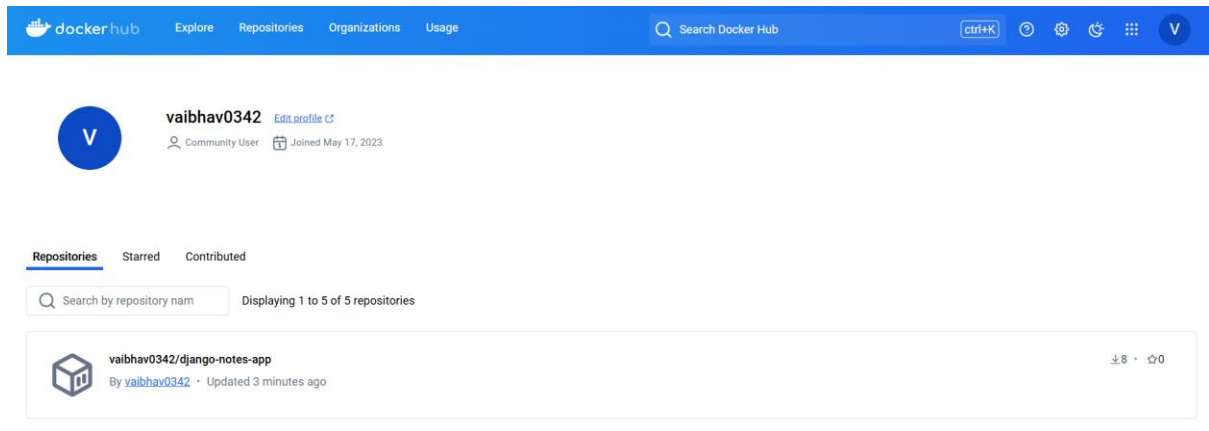 dockerhub Explore Repositories Organizations Usage Search Docker Hub ctrl+K V
V
vaibhav0342 Edit profile
Community User Joined May 17, 2023
Repositories Starred Contributed
Search by repository nam Displaying 1 to 5 of 5 repositories
vaibhav0342/django-notes-app 8 · 0
By vaibhav0342 · Updated 3 minutes ago